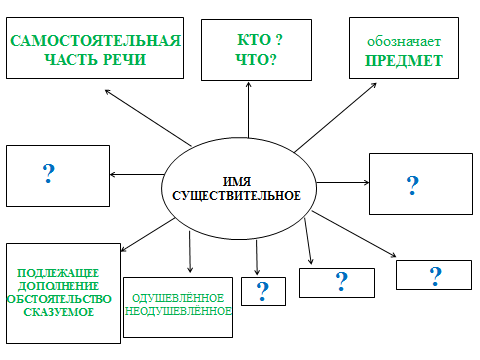 САМОСТОЯТЕЛЬНАЯ
ЧАСТЬ РЕЧИ
КТО ?
ЧТО?
обозначает
ПРЕДМЕТ
?
ИМЯ
СУЩЕСТВИТЕЛЬНОЕ
?
ПОДЛЕЖАЩЕЕ
ДОПОЛНЕНИЕ
ОБСТОЯТЕЛЬСТВО
СКАЗУЕМОЕ
ОДУШЕВЛЁННОЕ
НЕОДУШЕВЛЁННОЕ
?
?
?